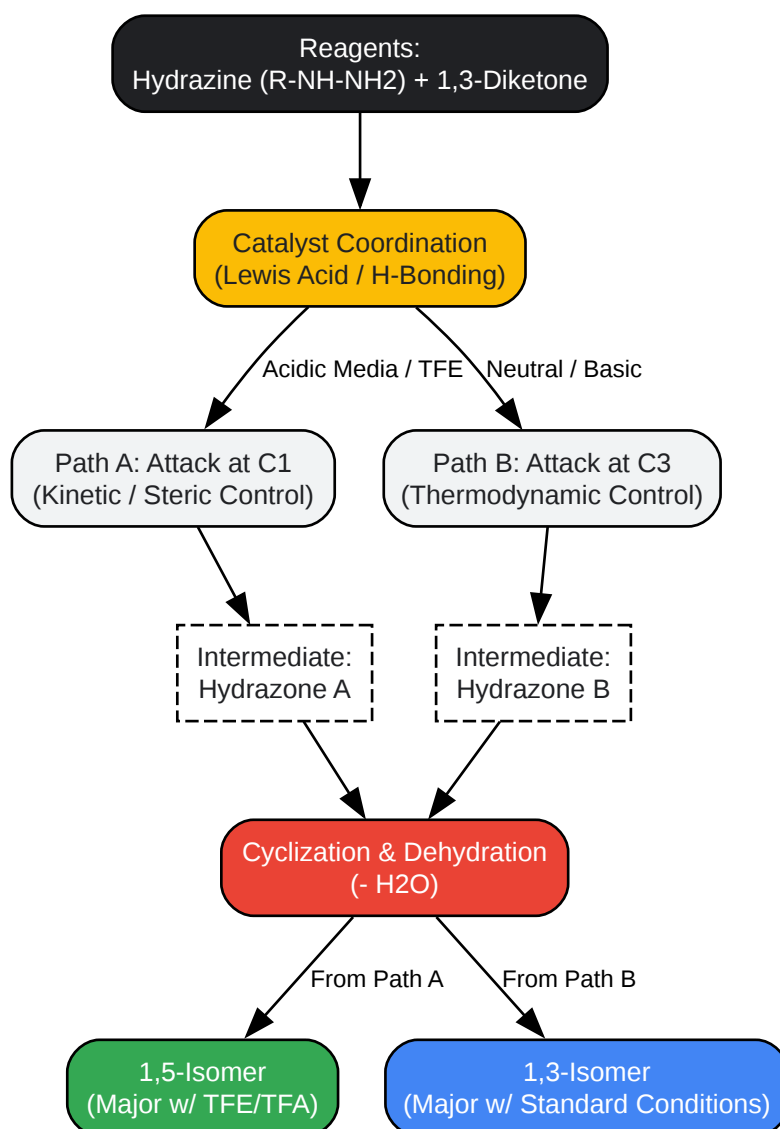 Reagents:
Hydrazine (R-NH-NH2) + 1,3-Diketone
Catalyst Coordination
(Lewis Acid / H-Bonding)
Acidic Media / TFE
Neutral / Basic
Path A: Attack at C1
(Kinetic / Steric Control)
Path B: Attack at C3
(Thermodynamic Control)
Intermediate:
Hydrazone A
Intermediate:
Hydrazone B
Cyclization & Dehydration
(- H2O)
From Path A
From Path B
1,5-Isomer
(Major w/ TFE/TFA)
1,3-Isomer
(Major w/ Standard Conditions)